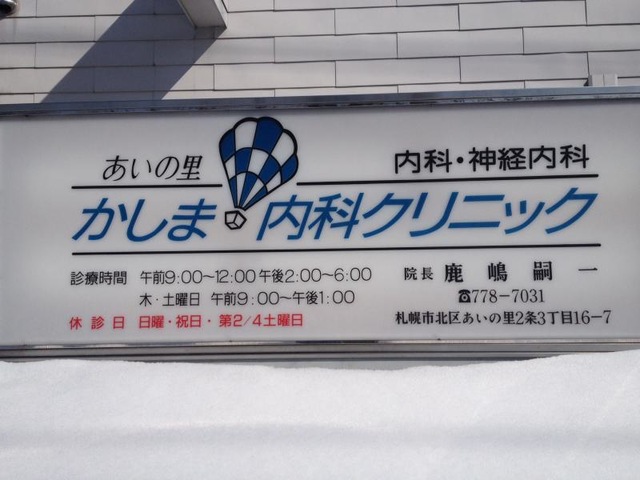 あいの里
内科・神経内科
かしま内科クリニック
診療時間 午前9:00～12:00 午後2:00～6:00
木・土曜日 午前9:00～午後1:00
休診日 日曜・祝日・第2/4土曜日
院長 鹿嶋嗣一
☎778-7031
札幌市北区あいの里2条3丁目16-7